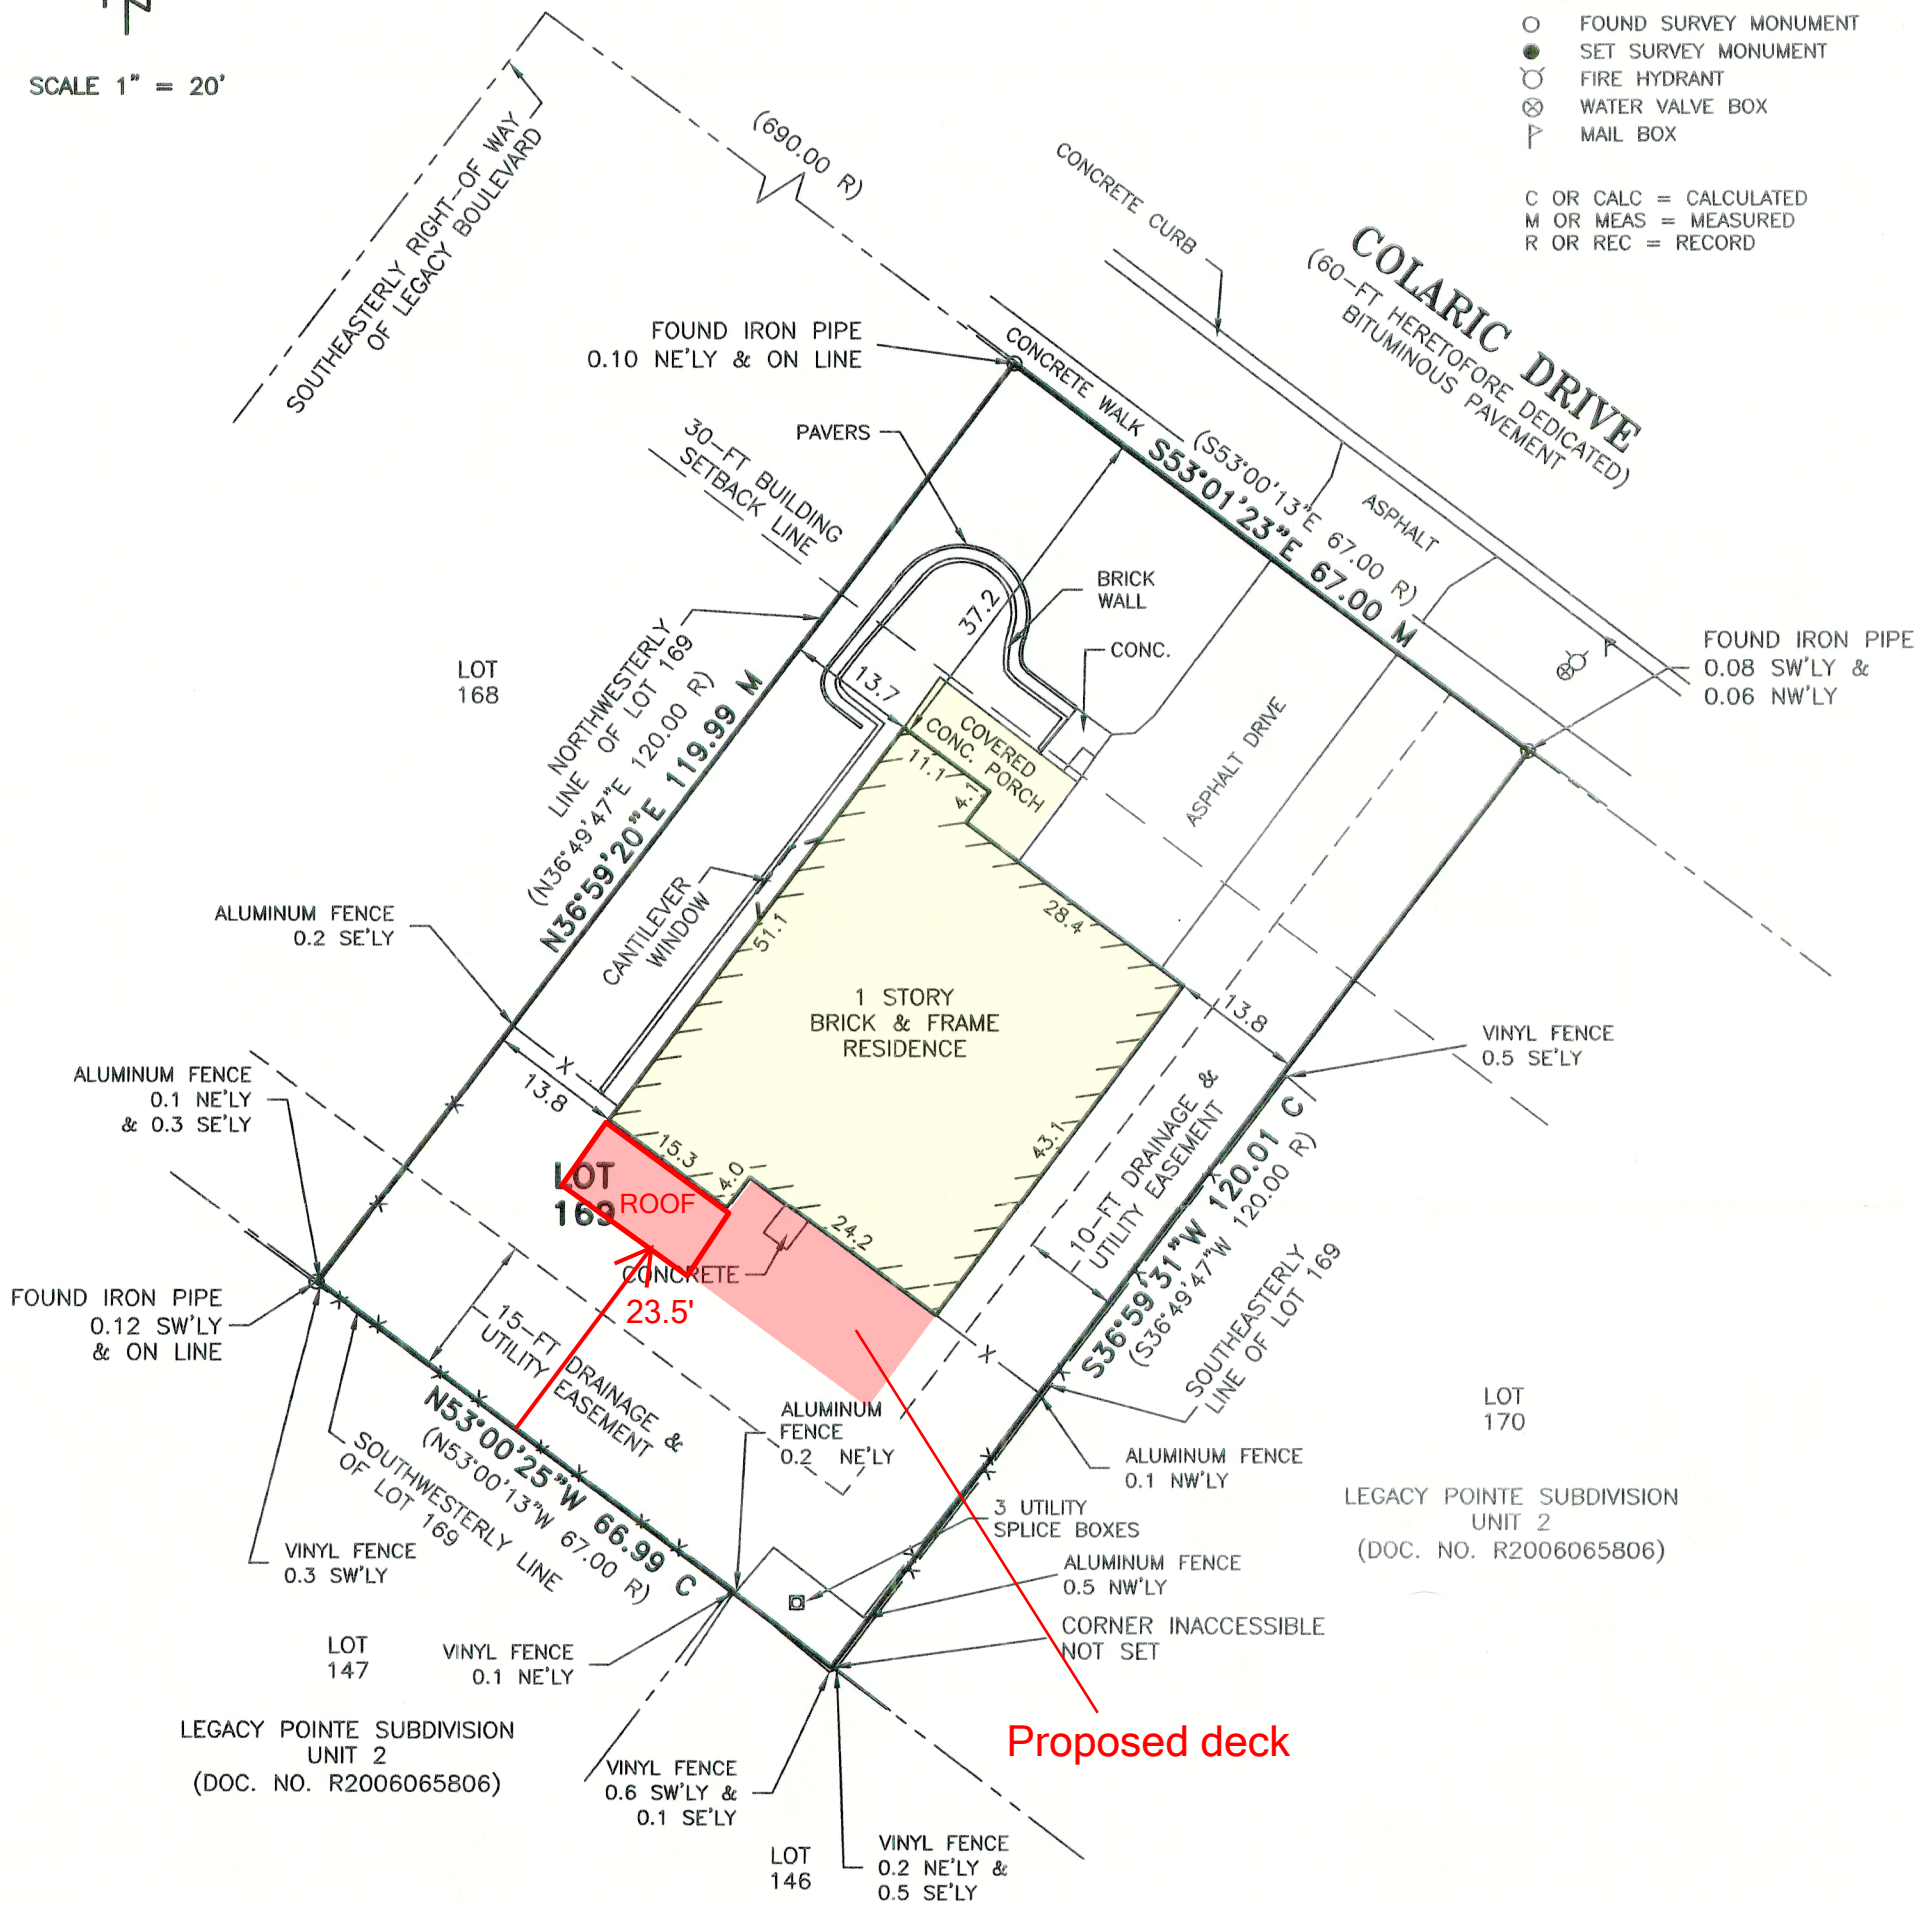 N
SCALE 1" = 20'
FOUND SURVEY MONUMENT
SET SURVEY MONUMENT
FIRE HYDRANT
WATER VALVE BOX
MAIL BOX
C OR CALC = CALCULATED
M OR MEAS = MEASURED
R OR REC = RECORD
SOUTHEASTERLY RIGHT-OF WAY
OF LEGACY BOULEVARD
(690.00 R)
CONCRETE CURB
COLARIC DRIVE
(60-FT HERETOFORE DEDICATED)
BITUMINOUS PAVEMENT
FOUND IRON PIPE
0.10 NE'LY & ON LINE
CONCRETE WALK
(S53°00'13"E 67.00 R)
S53°01'23"E 67.00 M
ASPHALT
PAVERS
30-FT BUILDING
SETBACK LINE
BRICK
WALL
37.2
CONC.
FOUND IRON PIPE
0.08 SW'LY &
0.06 NW'LY
LOT
168
NORTHWESTERLY
LINE OF LOT 169
(N36°49'47"E 120.00 R)
N36°59'20"E 119.99 M
13.7
COVERED
CONC. PORCH
11.1
4.1
ASPHALT DRIVE
CANTILEVER
WINDOW
51.1
28.4
ALUMINUM FENCE
0.2 SE'LY
1 STORY
BRICK & FRAME
RESIDENCE
13.8
VINYL FENCE
0.5 SE'LY
ALUMINUM FENCE
0.1 NE'LY
& 0.3 SE'LY
13.8
15.3
4.0
43.1
24.2
10-FT DRAINAGE &
UTILITY EASEMENT
S36°59'31"W 120.01 C
(S36°49'47"W 120.00 R)
SOUTHEASTERLY
LINE OF LOT 169
LOT
169
ROOF
CONCRETE
23.5'
FOUND IRON PIPE
0.12 SW'LY
& ON LINE
15-FT DRAINAGE &
UTILITY EASEMENT
N53°00'25"W 66.99 C
(N53°00'13"W 67.00 R)
SOUTHWESTERLY LINE
OF LOT 169
ALUMINUM
FENCE
0.2 NE'LY
ALUMINUM FENCE
0.1 NW'LY
LOT
170
LEGACY POINTE SUBDIVISION
UNIT 2
(DOC. NO. R2006065806)
3 UTILITY
SPLICE BOXES
ALUMINUM FENCE
0.5 NW'LY
CORNER INACCESSIBLE
NOT SET
VINYL FENCE
0.3 SW'LY
LOT
147
VINYL FENCE
0.1 NE'LY
LEGACY POINTE SUBDIVISION
UNIT 2
(DOC. NO. R2006065806)
Proposed deck
VINYL FENCE
0.6 SW'LY &
0.1 SE'LY
LOT
146
VINYL FENCE
0.2 NE'LY &
0.5 SE'LY